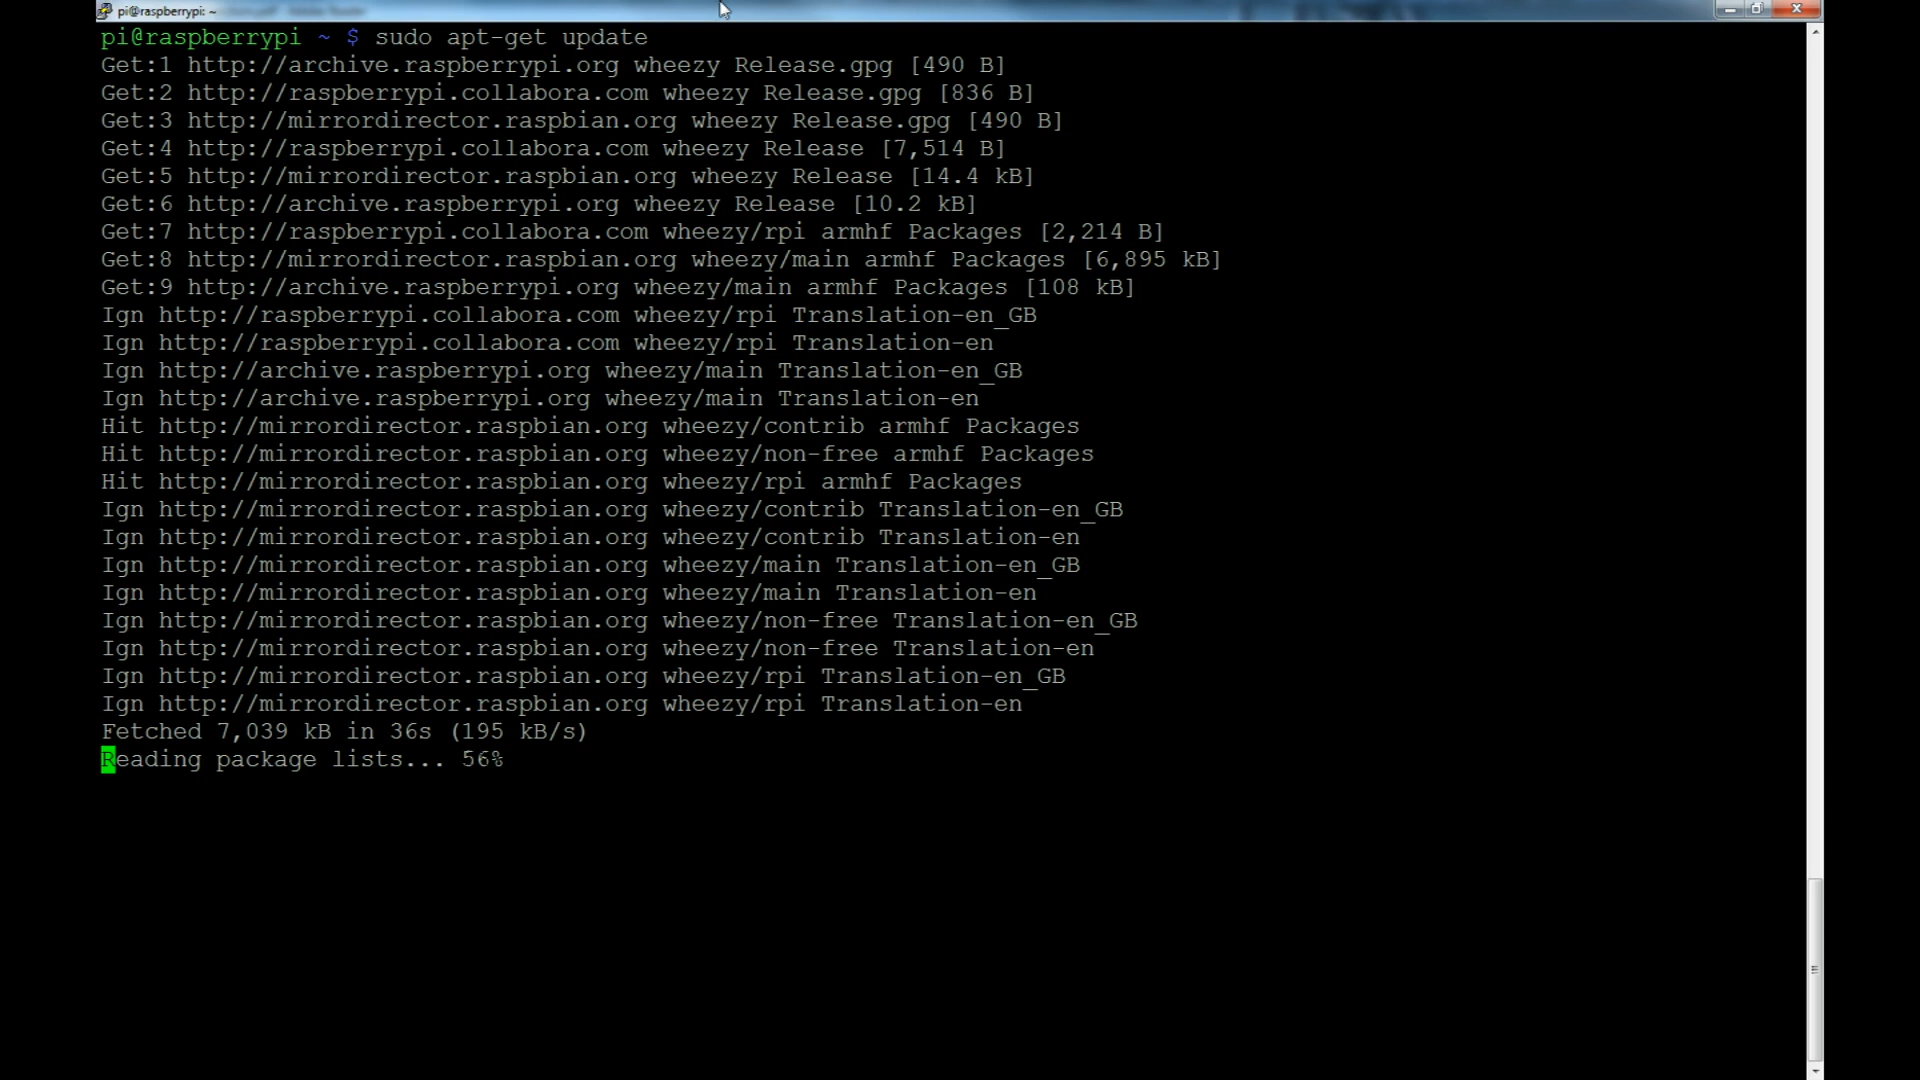 pi@raspberrypi: ~
pi@raspberrypi ~ $ sudo apt-get update
Get:1 http://archive.raspberrypi.org wheezy Release.gpg [490 B]
Get:2 http://raspberrypi.collabora.com wheezy Release.gpg [836 B]
Get:3 http://mirrordirector.raspbian.org wheezy Release.gpg [490 B]
Get:4 http://raspberrypi.collabora.com wheezy Release [7,514 B]
Get:5 http://mirrordirector.raspbian.org wheezy Release [14.4 kB]
Get:6 http://archive.raspberrypi.org wheezy Release [10.2 kB]
Get:7 http://raspberrypi.collabora.com wheezy/rpi armhf Packages [2,214 B]
Get:8 http://mirrordirector.raspbian.org wheezy/main armhf Packages [6,895 kB]
Get:9 http://archive.raspberrypi.org wheezy/main armhf Packages [108 kB]
Ign http://raspberrypi.collabora.com wheezy/rpi Translation-en_GB
Ign http://raspberrypi.collabora.com wheezy/rpi Translation-en
Ign http://archive.raspberrypi.org wheezy/main Translation-en_GB
Ign http://archive.raspberrypi.org wheezy/main Translation-en
Hit http://mirrordirector.raspbian.org wheezy/contrib armhf Packages
Hit http://mirrordirector.raspbian.org wheezy/non-free armhf Packages
Hit http://mirrordirector.raspbian.org wheezy/rpi armhf Packages
Ign http://mirrordirector.raspbian.org wheezy/contrib Translation-en_GB
Ign http://mirrordirector.raspbian.org wheezy/contrib Translation-en
Ign http://mirrordirector.raspbian.org wheezy/main Translation-en_GB
Ign http://mirrordirector.raspbian.org wheezy/main Translation-en
Ign http://mirrordirector.raspbian.org wheezy/non-free Translation-en_GB
Ign http://mirrordirector.raspbian.org wheezy/non-free Translation-en
Ign http://mirrordirector.raspbian.org wheezy/rpi Translation-en_GB
Ign http://mirrordirector.raspbian.org wheezy/rpi Translation-en
Fetched 7,039 kB in 36s (195 kB/s)
Reading package lists... 56%